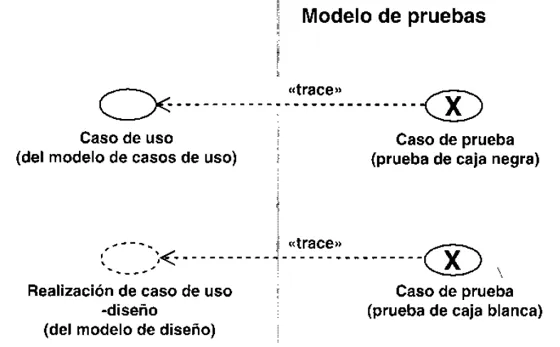 Modelo de pruebas
«trace»
X
Caso de uso
(del modelo de casos de uso)
Caso de prueba
(prueba de caja negra)
«trace»
X
Realización de caso de uso
-diseño
(del modelo de diseño)
Caso de prueba
(prueba de caja blanca)